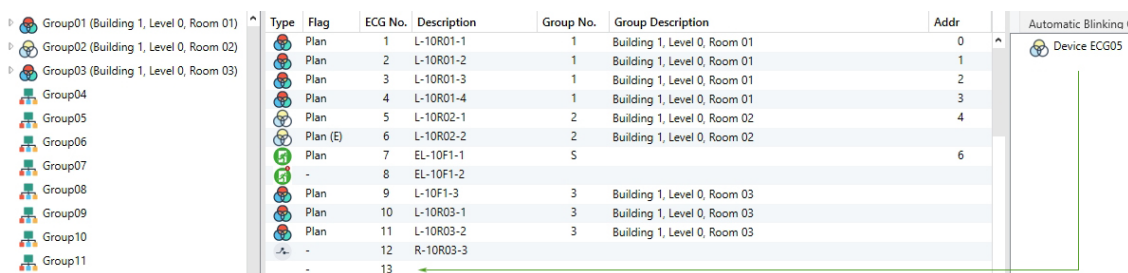 Group01 (Building 1, Level 0, Room 01)
Group02 (Building 1, Level 0, Room 02)
Group03 (Building 1, Level 0, Room 03)
Group04
Group05
Group06
Group07
Group08
Group09
Group10
Group11
Type Flag ECG No. Description Group No. Group Description Addr
Plan 1 L-10R01-1 1 Building 1, Level 0, Room 01 0
Plan 2 L-10R01-2 1 Building 1, Level 0, Room 01 1
Plan 3 L-10R01-3 1 Building 1, Level 0, Room 01 2
Plan 4 L-10R01-4 1 Building 1, Level 0, Room 01 3
Plan 5 L-10R02-1 2 Building 1, Level 0, Room 02 4
Plan (E) 6 L-10R02-2 2 Building 1, Level 0, Room 02
Plan 7 EL-10F1-1 S 6
- 8 EL-10F1-2
Plan 9 L-10F1-3 3 Building 1, Level 0, Room 03
Plan 10 L-10R03-1 3 Building 1, Level 0, Room 03
Plan 11 L-10R03-2 3 Building 1, Level 0, Room 03
- 12 R-10R03-3
- 13
Automatic Blinking
Device ECG05